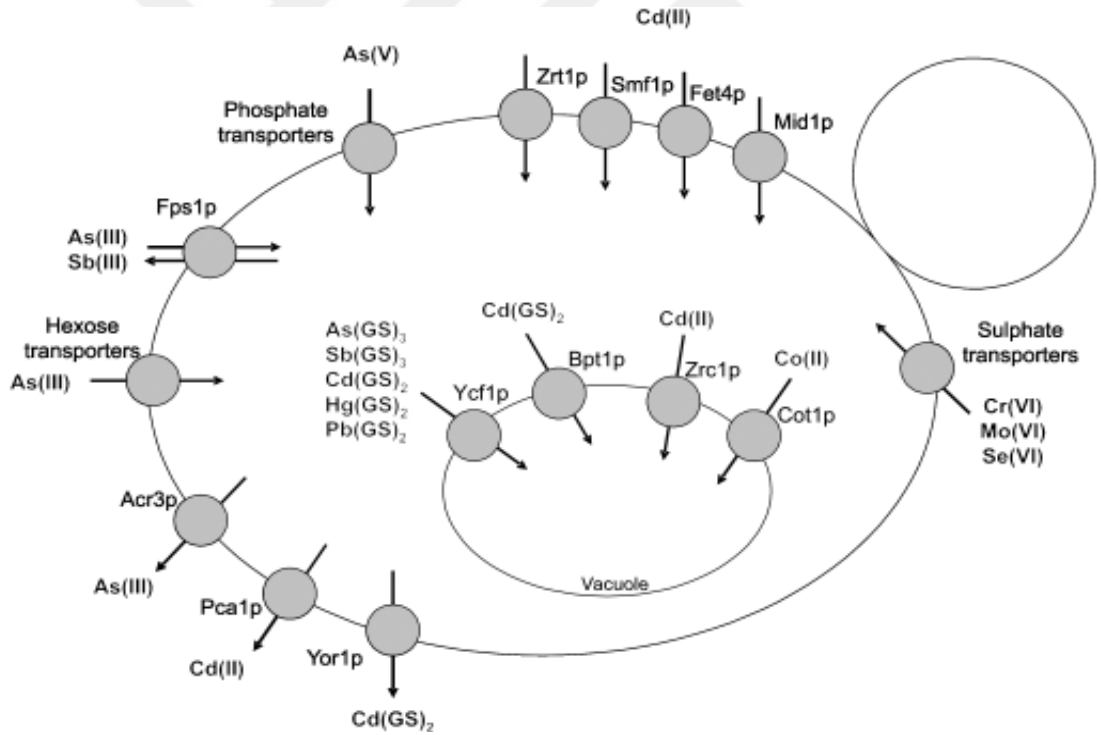 Cd(II)
As(V)
Zrt1p
Smf1p
Fet4p
Mid1p
Phosphate
transporters
Fps1p
As(III)
Sb(III)
Hexose
transporters
As(III)
As(GS)₃
Sb(GS)₃
Cd(GS)₂
Hg(GS)₂
Pb(GS)₂
Cd(GS)₂
Cd(II)
Co(II)
Ycf1p
Bpt1p
Zrc1p
Cot1p
Sulphate
transporters
Cr(VI)
Mo(VI)
Se(VI)
Vacuole
Acr3p
As(III)
Pca1p
Cd(II)
Yor1p
Cd(GS)₂